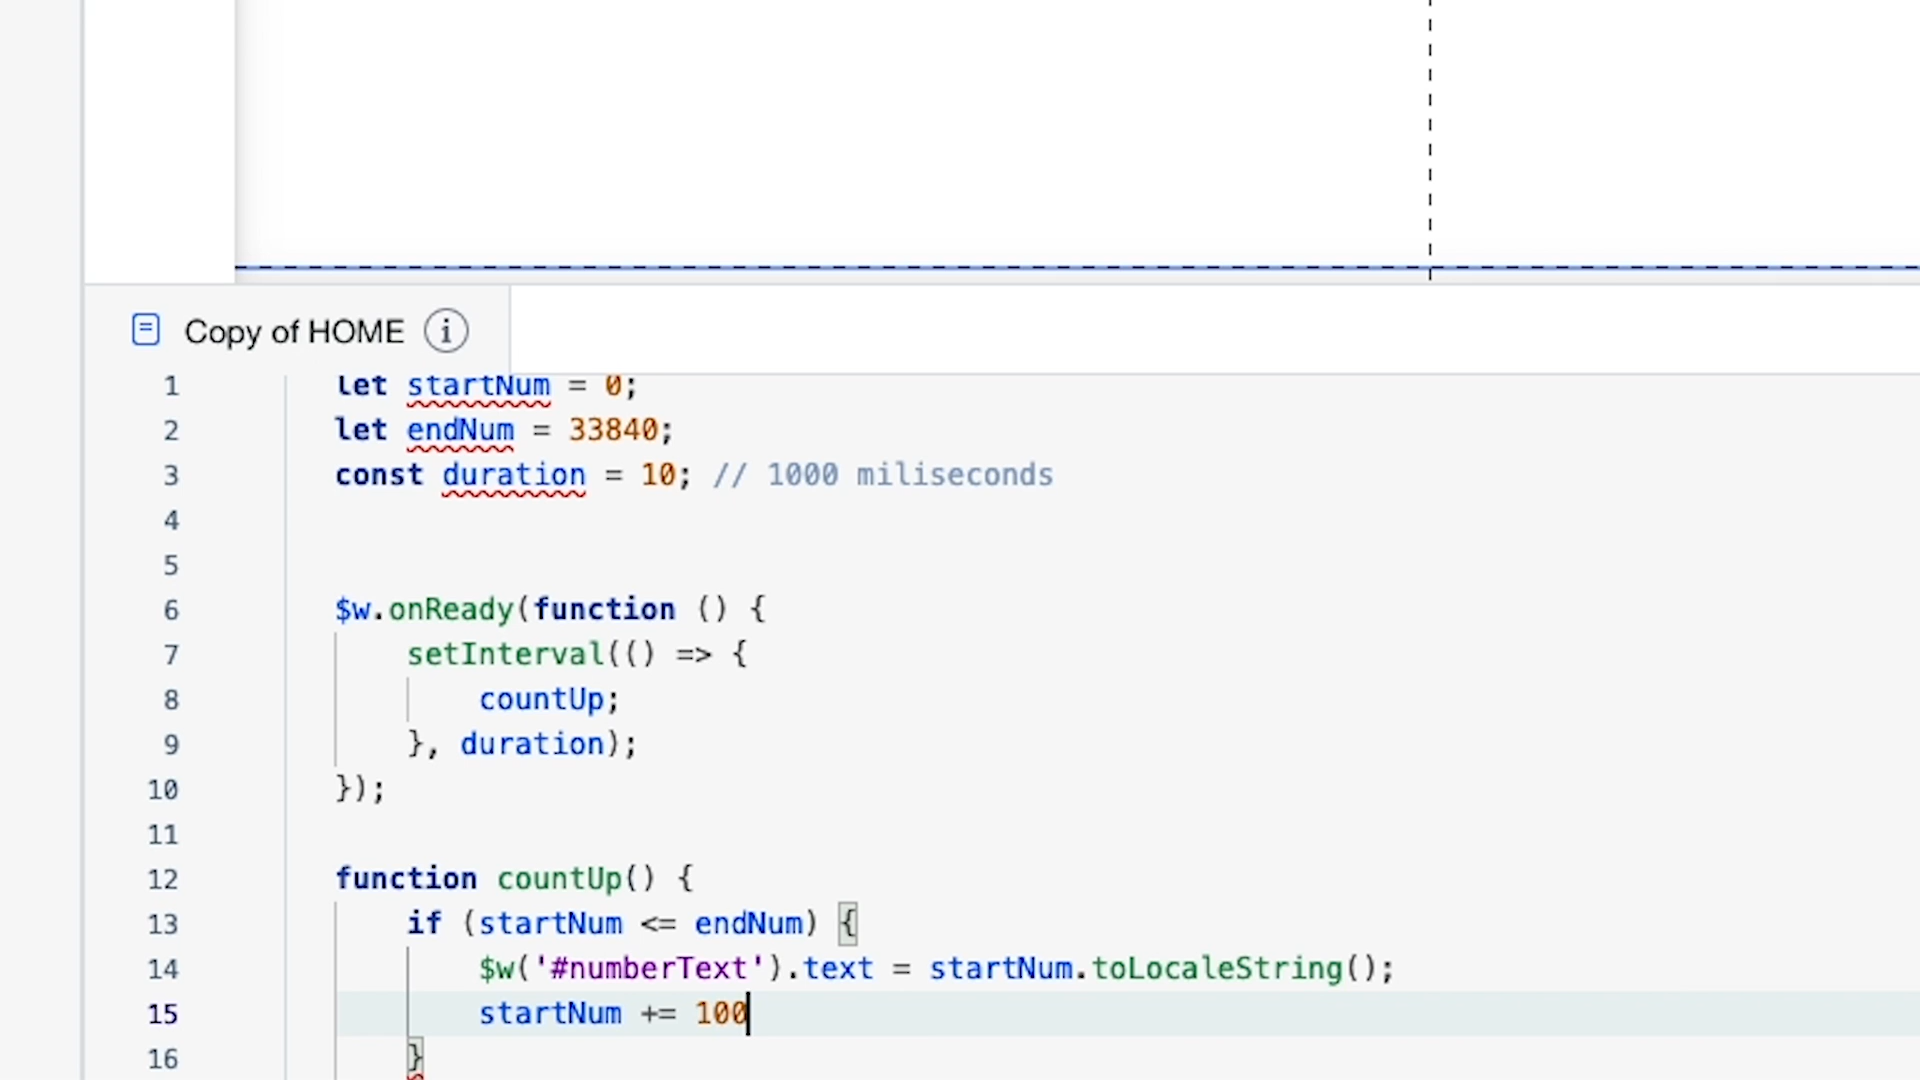 Copy of HOME i
1 let startNum = 0;
2 let endNum = 33840;
3 const duration = 10; // 1000 miliseconds
4
5
6 $w.onReady(function () {
7 setInterval(() => {
8 countUp;
9 }, duration);
10 });
11
12 function countUp() {
13 if (startNum <= endNum) {
14 $w('#numberText').text = startNum.toLocaleString();
15 startNum += 100
16 }